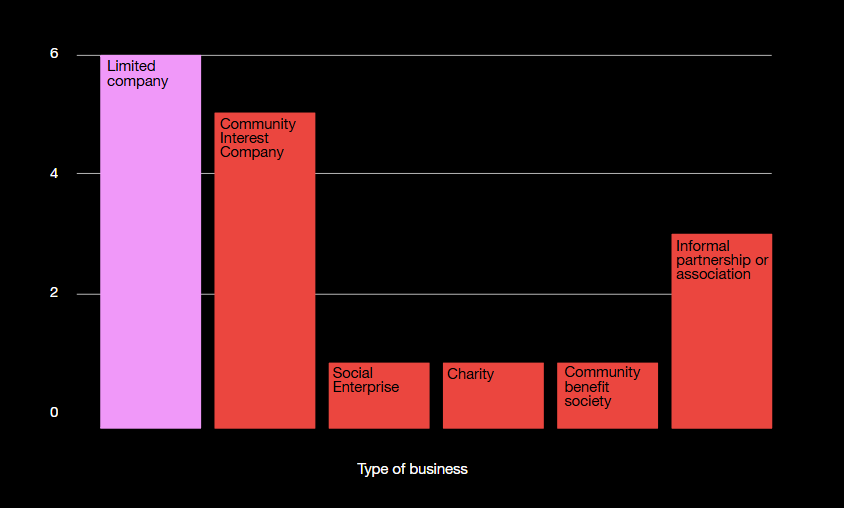 6
Limited
company
Community
Interest
Company
4
Informal
partnership or
association
2
Social
Enterprise
Charity
Community
benefit
society
0
Type of business